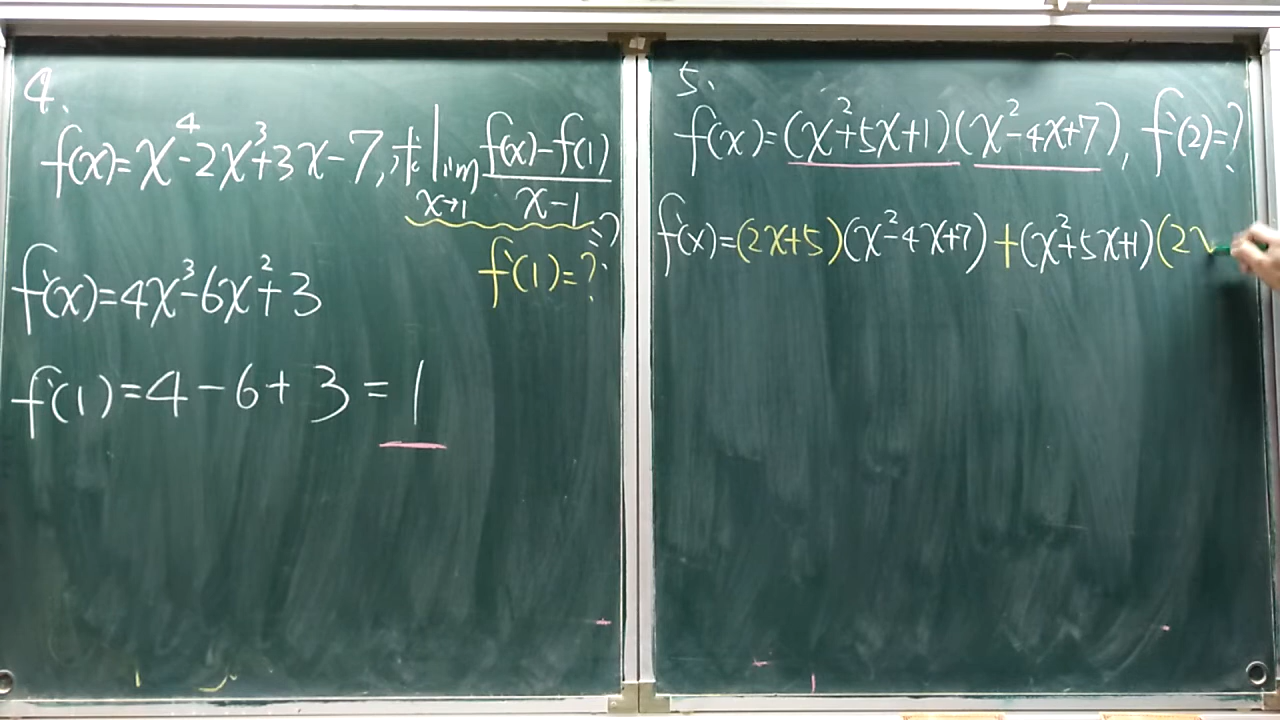 4.
f(x)=x⁴-2x³+3x-7, 求 lim x→1 f(x)-f(1) / x-1 = ?
f'(1)=?
f'(x)=4x³-6x²+3
f'(1)=4-6+3=1
5.
f(x)=(x²+5x+1)(x²-4x+7), f'(2)=?
f'(x)=(2x+5)(x²-4x+7)+(x²+5x+1)(2x